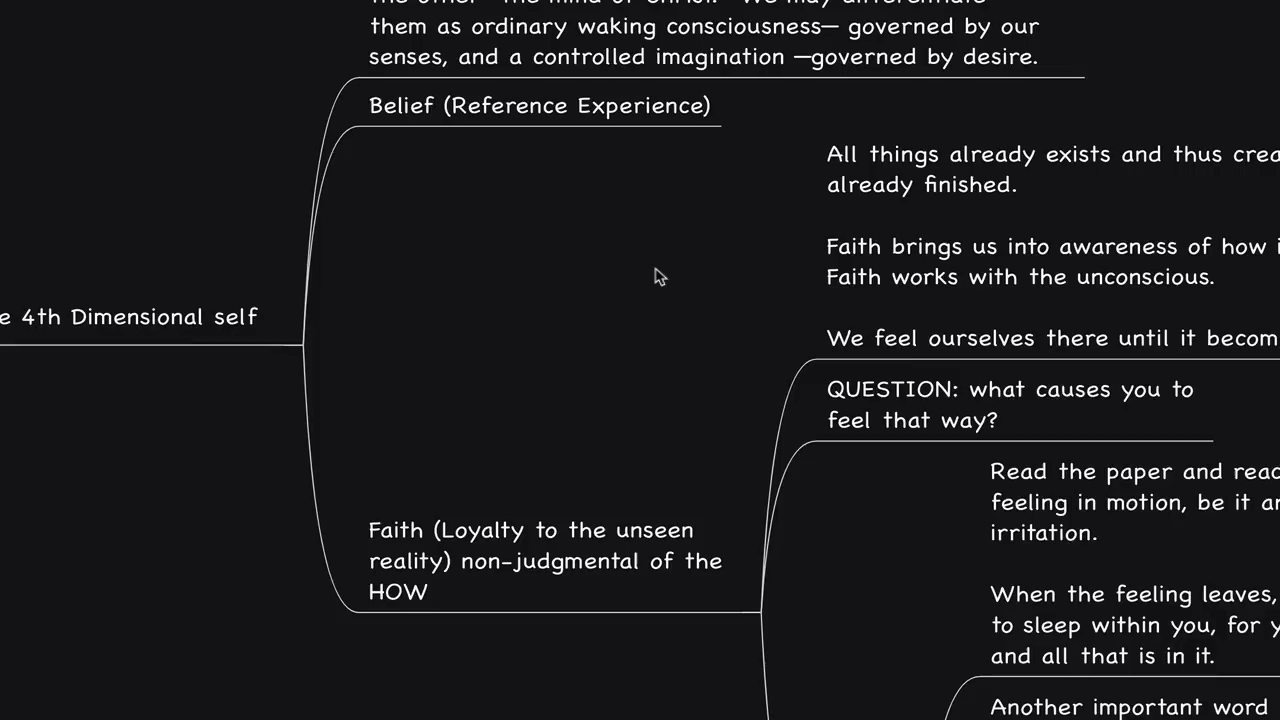 them as ordinary waking consciousness— governed by our
senses, and a controlled imagination —governed by desire.
Belief (Reference Experience)
All things already exists and thus
already finished.
Faith brings us into awareness of how
Faith works with the unconscious.
e 4th Dimensional self
We feel ourselves there until it
QUESTION: what causes you to
feel that way?
Read the paper and
feeling in motion, be it
irritation.
Faith (Loyalty to the unseen
reality) non-judgmental of the
HOW
When the feeling leaves,
to sleep within you, for
and all that is in it.
Another important word